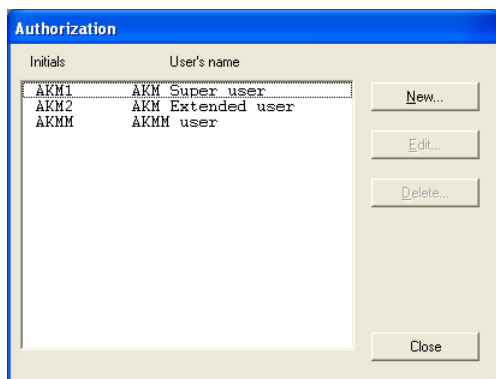 Authorization
Initials User's name
AKM1 AKM Super user
AKM2 AKM Extended user
AKMM AKMM user
New...
Edit...
Delete...
Close